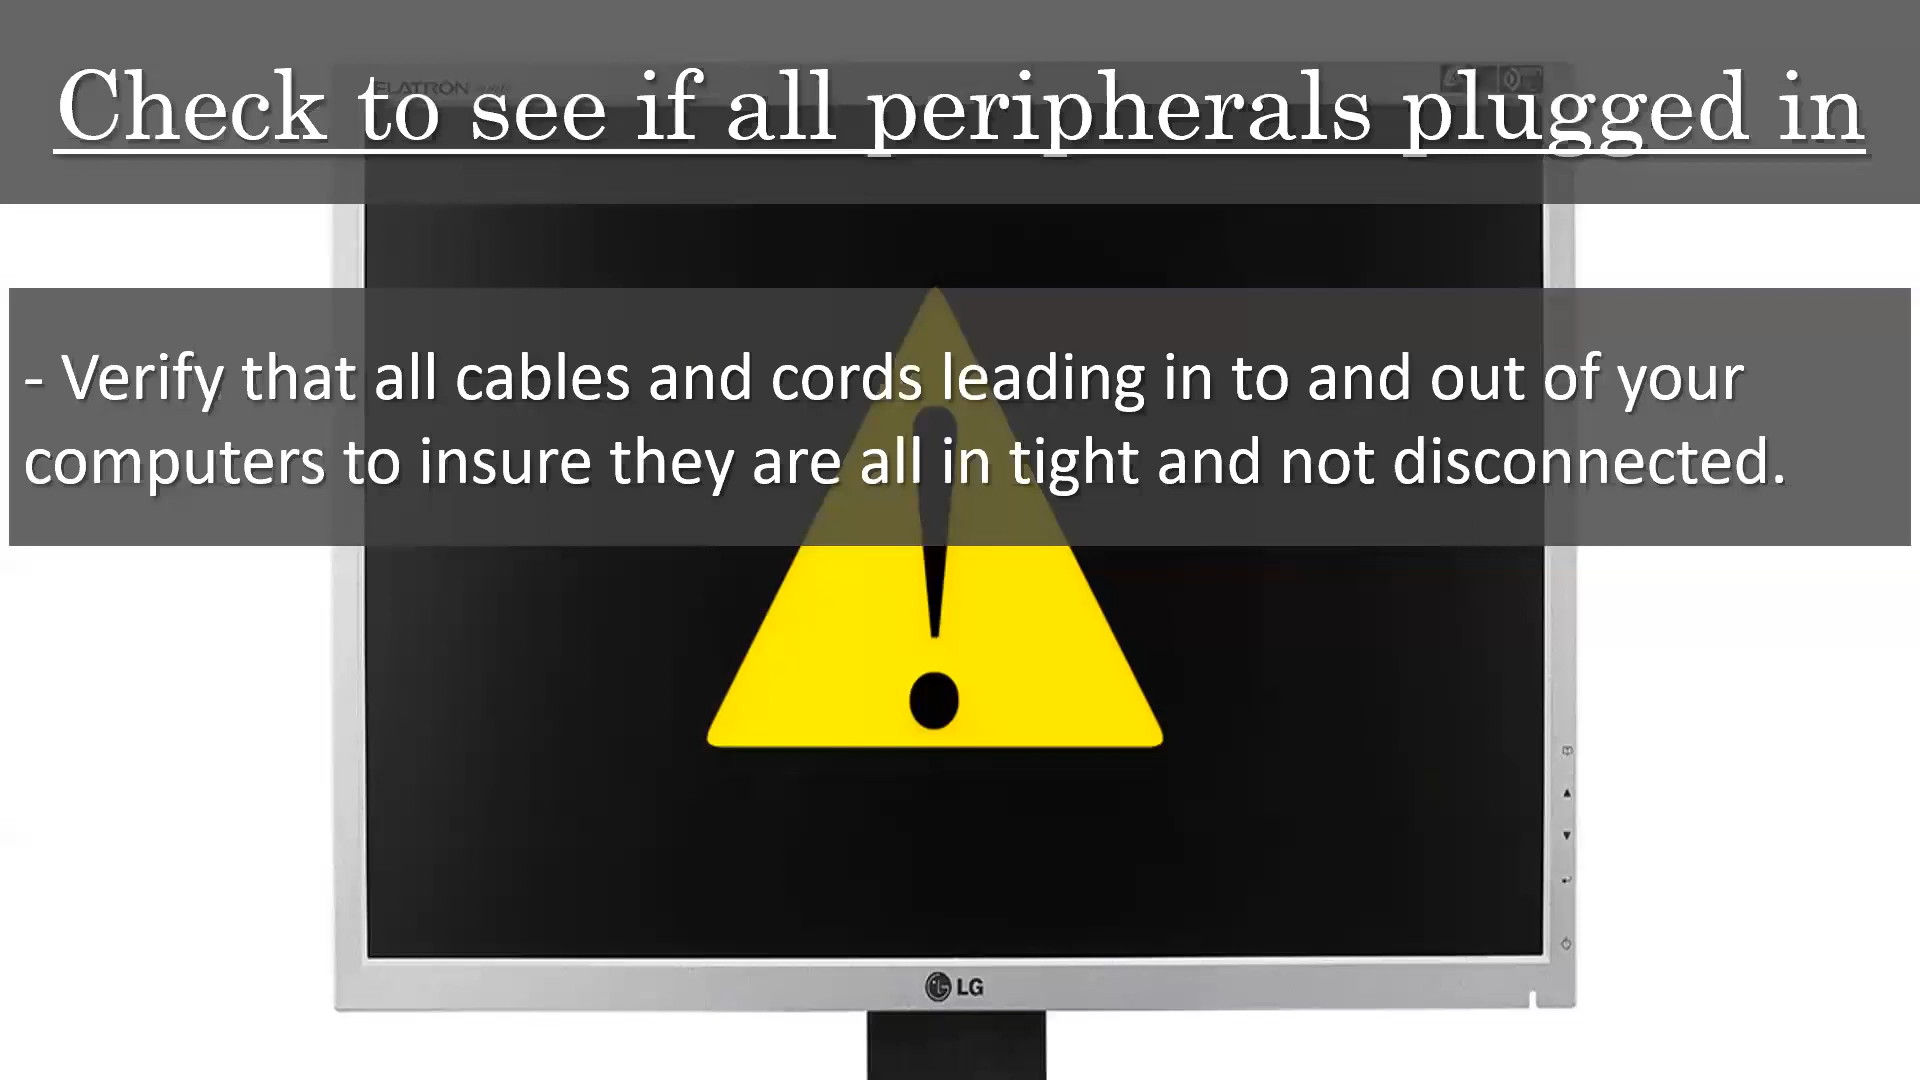 Check to see if all peripherals plugged in
FLATRON
- Verify that all cables and cords leading in to and out of your
computers to insure they are all in tight and not disconnected.
LG